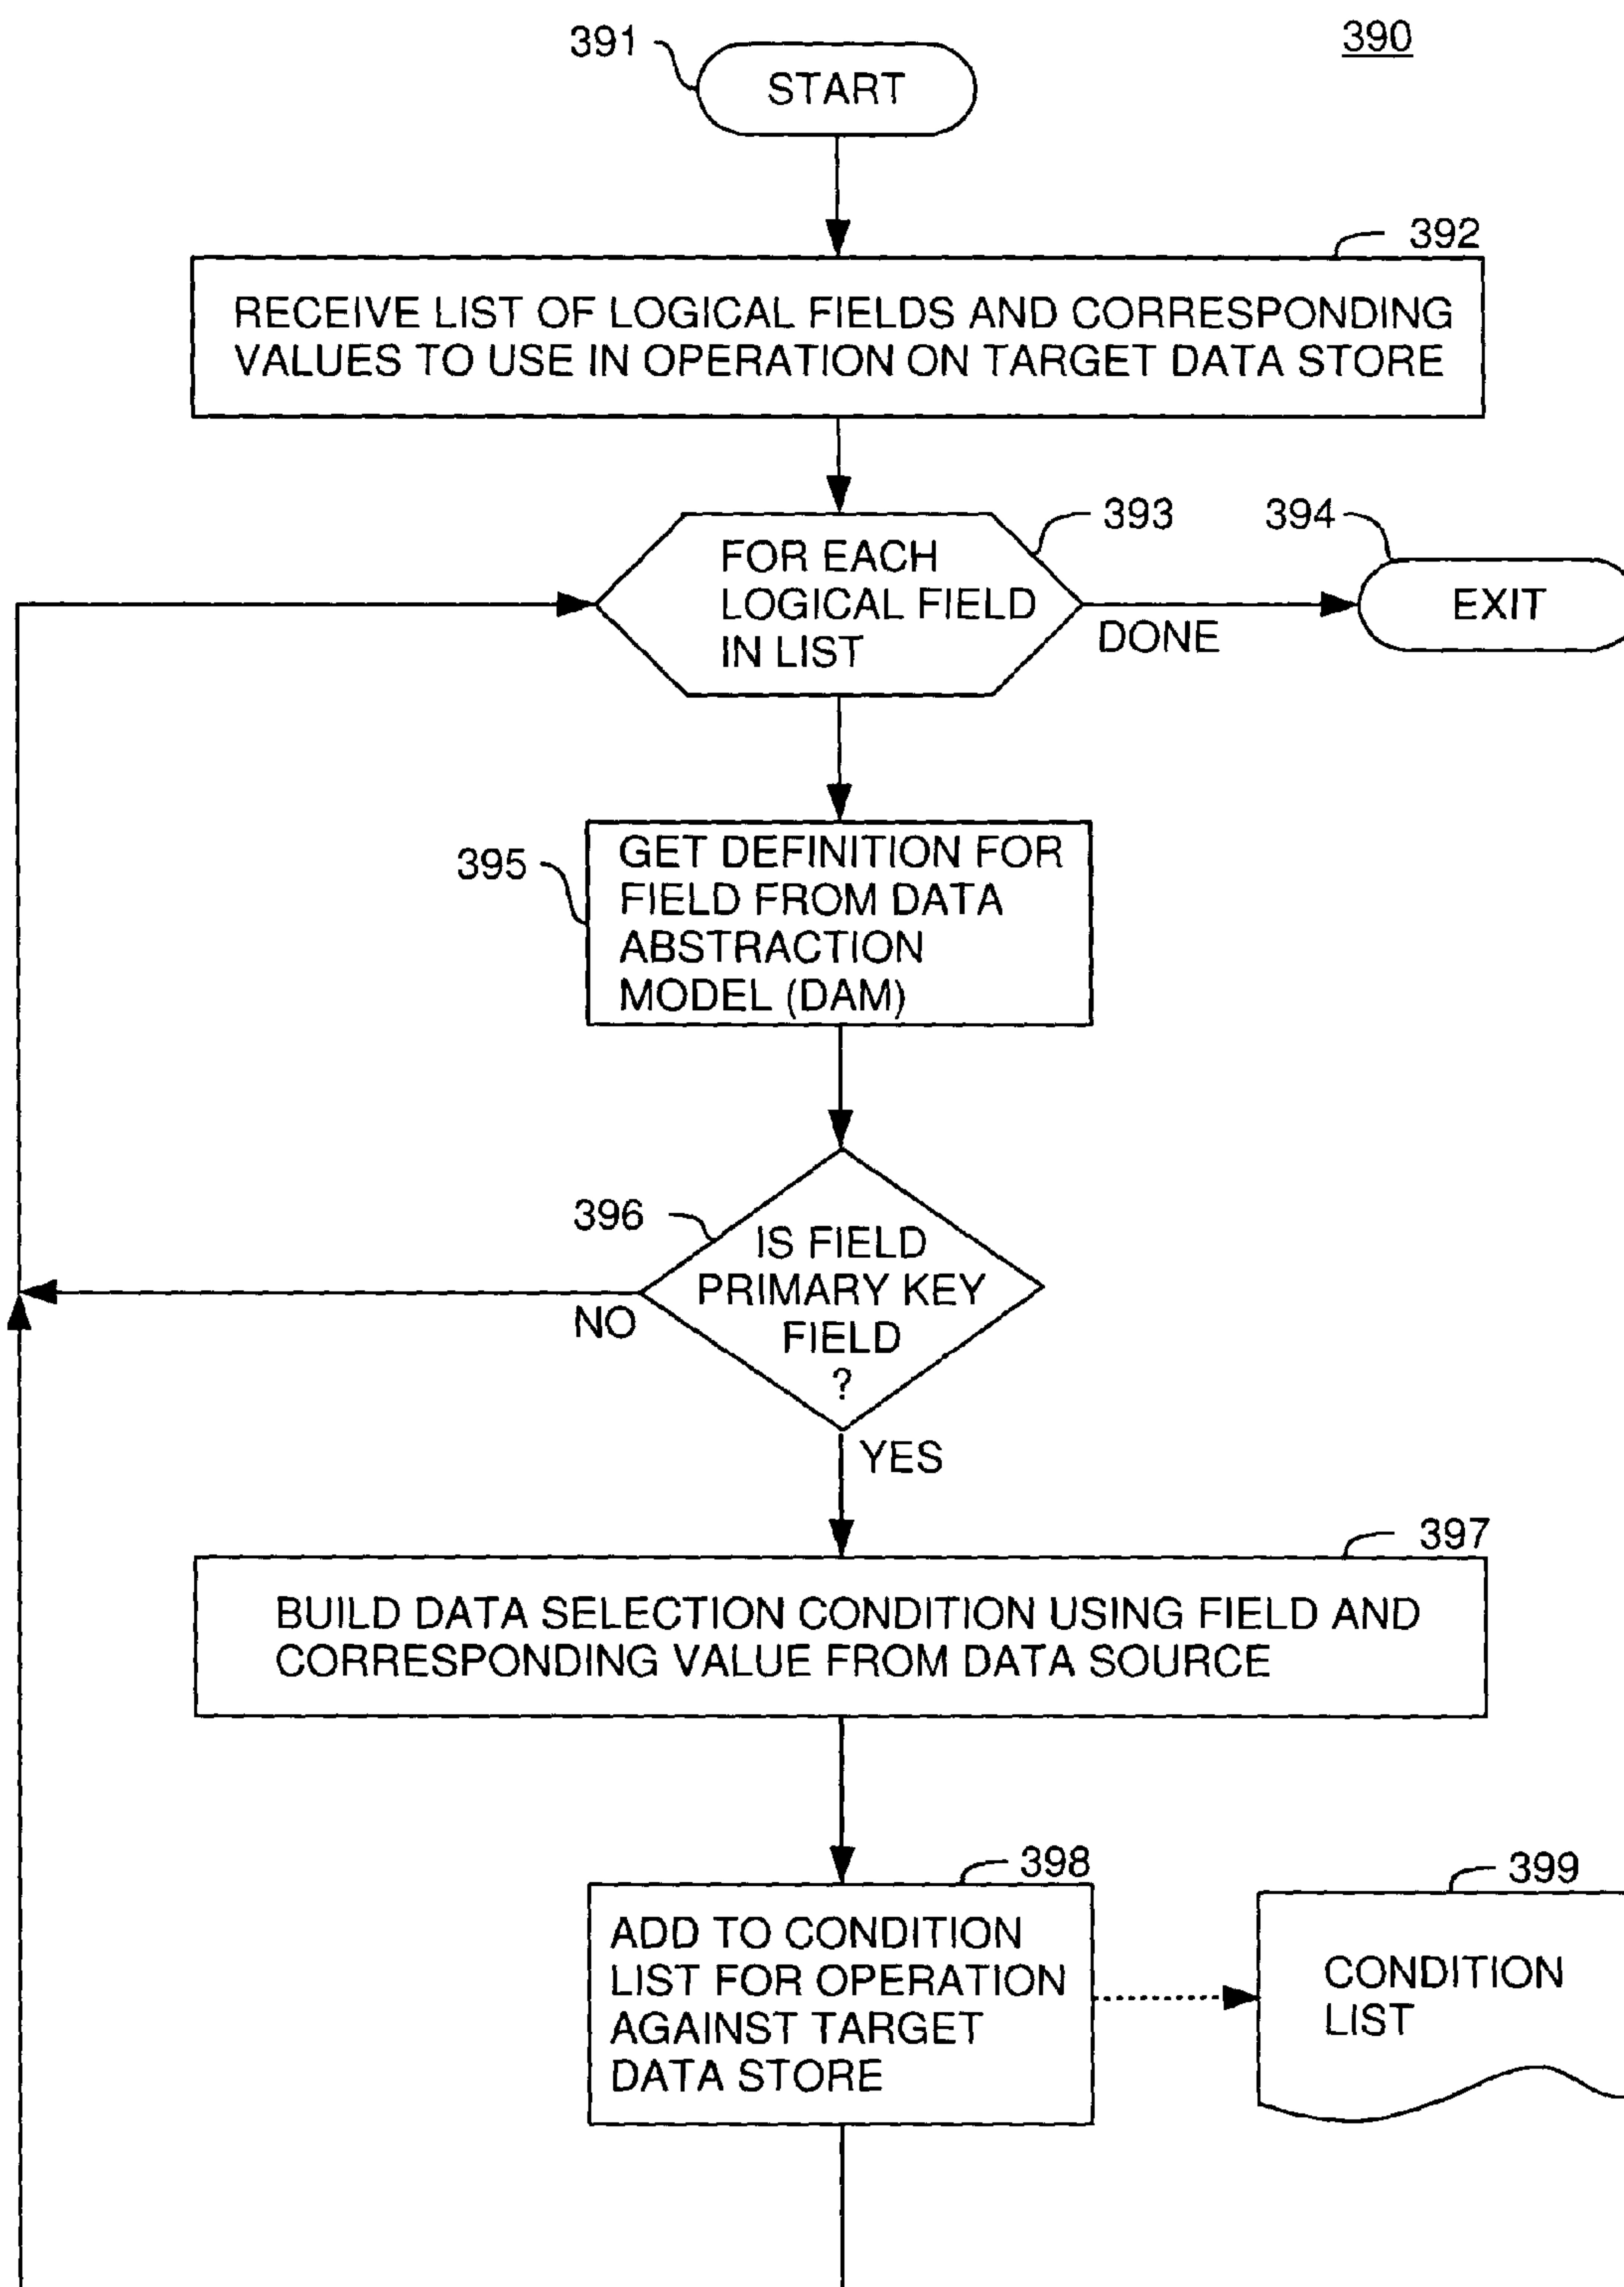 390
391
START
392
RECEIVE LIST OF LOGICAL FIELDS AND CORRESPONDING
VALUES TO USE IN OPERATION ON TARGET DATA STORE
393
FOR EACH
LOGICAL FIELD
IN LIST
DONE
394
EXIT
395
GET DEFINITION FOR
FIELD FROM DATA
ABSTRACTION
MODEL (DAM)
396
IS FIELD
PRIMARY KEY
FIELD
?
NO
YES
397
BUILD DATA SELECTION CONDITION USING FIELD AND
CORRESPONDING VALUE FROM DATA SOURCE
398
ADD TO CONDITION
LIST FOR OPERATION
AGAINST TARGET
DATA STORE
399
CONDITION
LIST